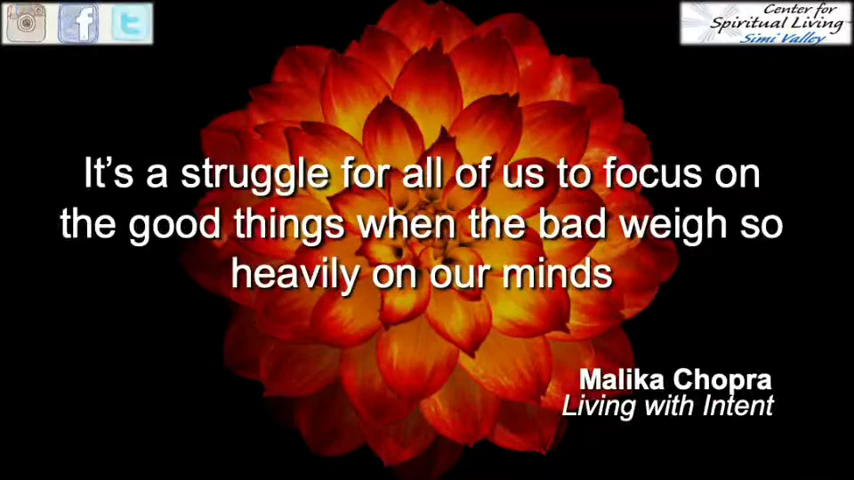 Center for
Spiritual Living
Simi Valley
It's a struggle for all of us to focus on
the good things when the bad weigh so
heavily on our minds
Malika Chopra
Living with Intent